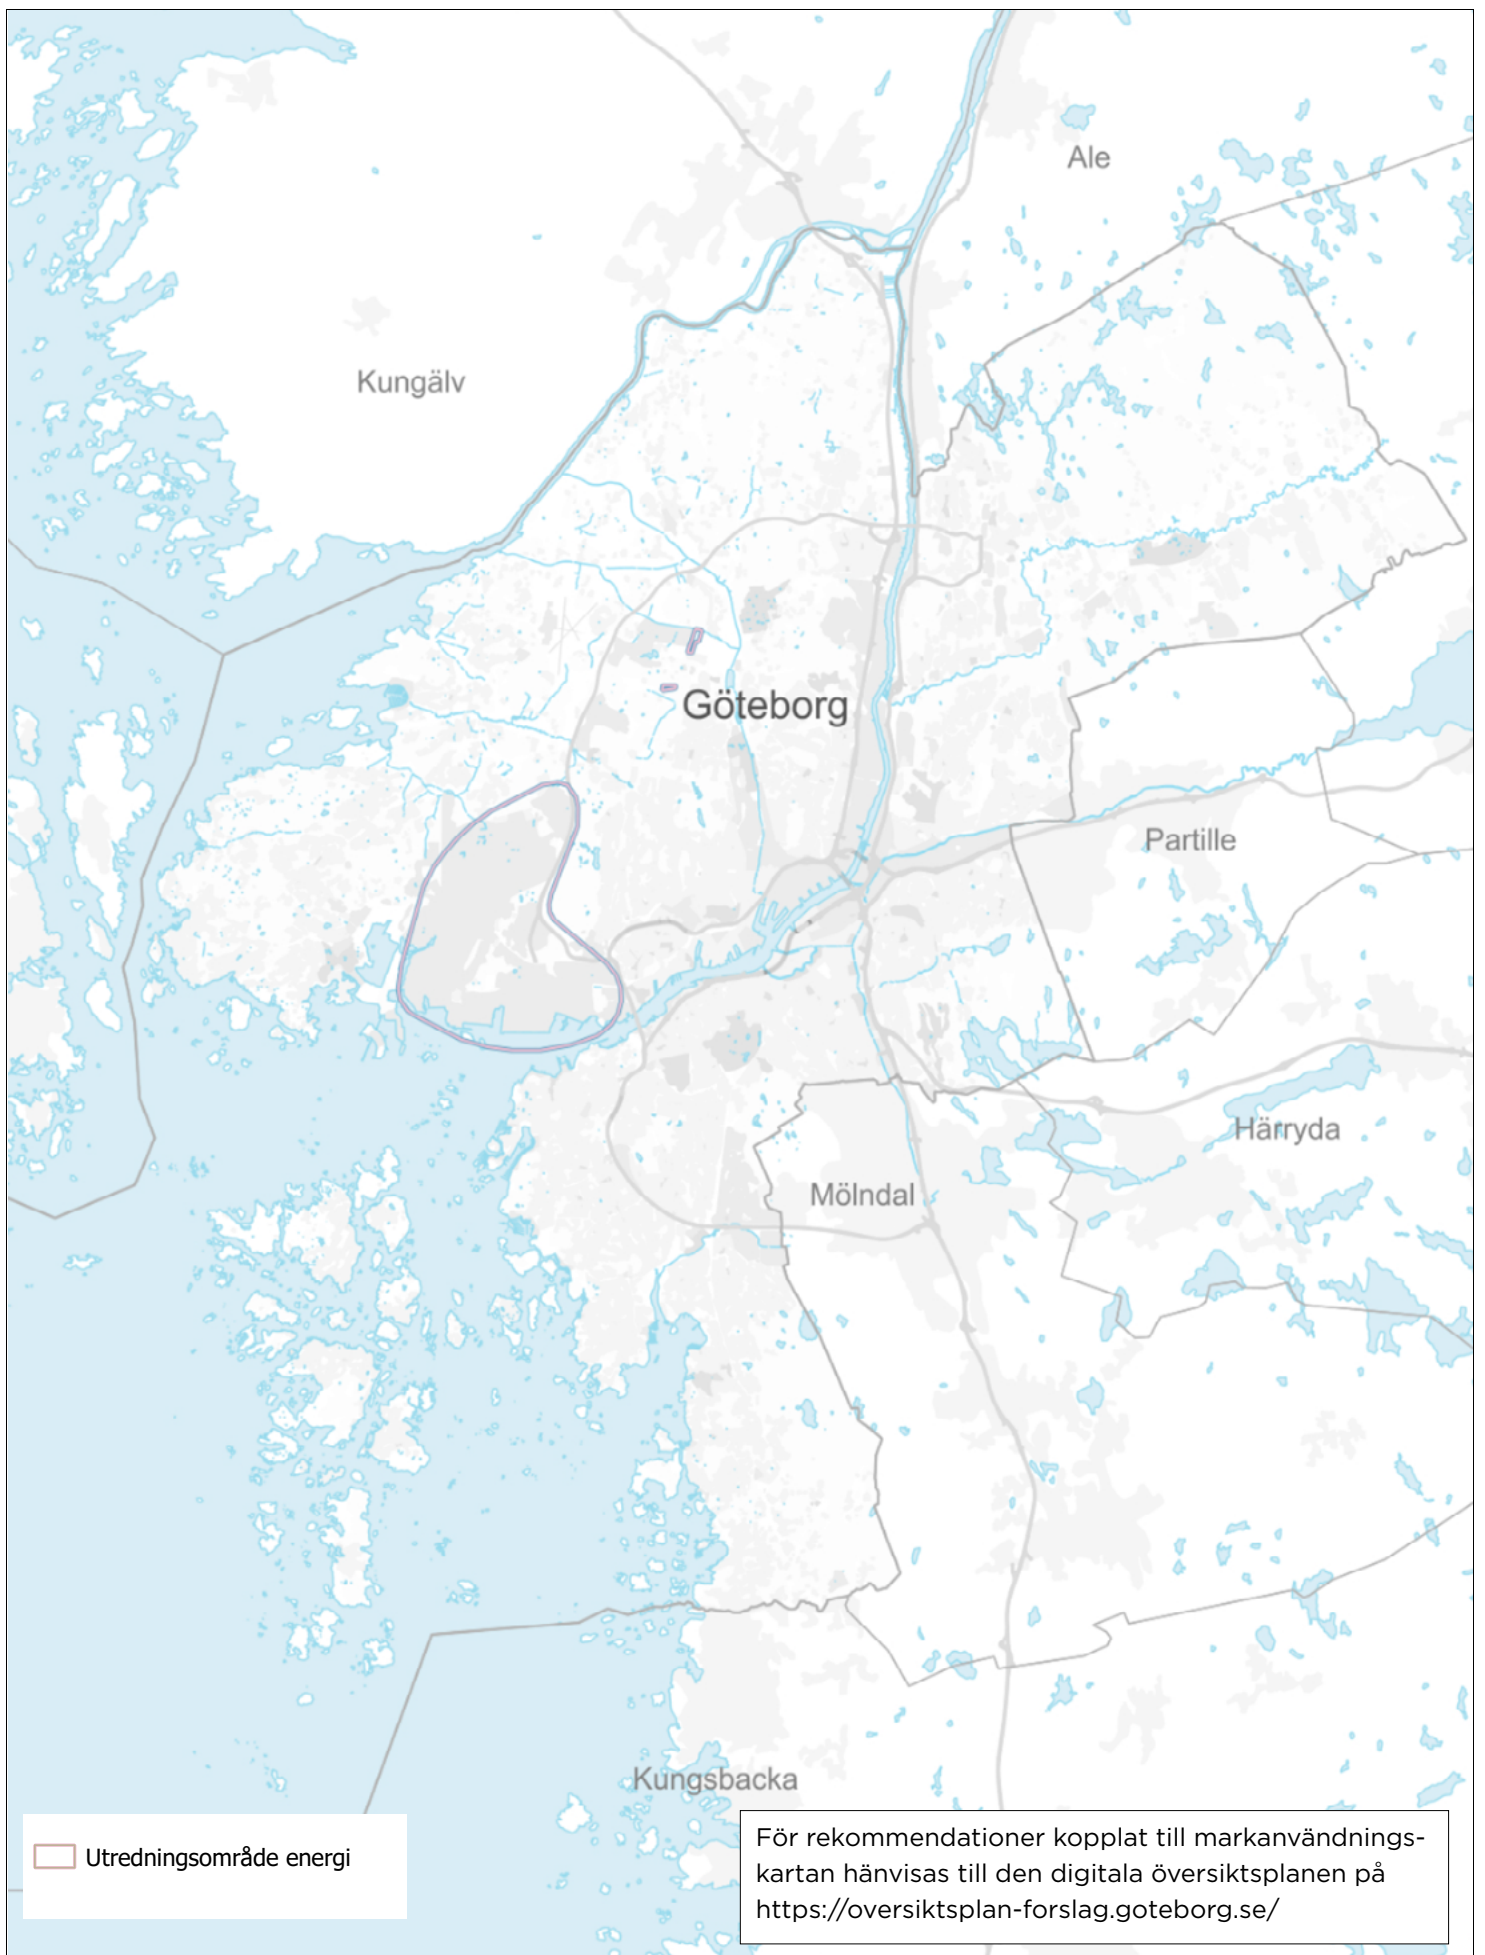 Ale
Kungälv
Göteborg
Partille
Härryda
Mölndal
Kungsbacka
Utredningsområde energi
För rekommendationer kopplat till markanvändnings-
kartan hänvisas till den digitala översiktsplanen på
https://oversiktsplan-forslag.goteborg.se/